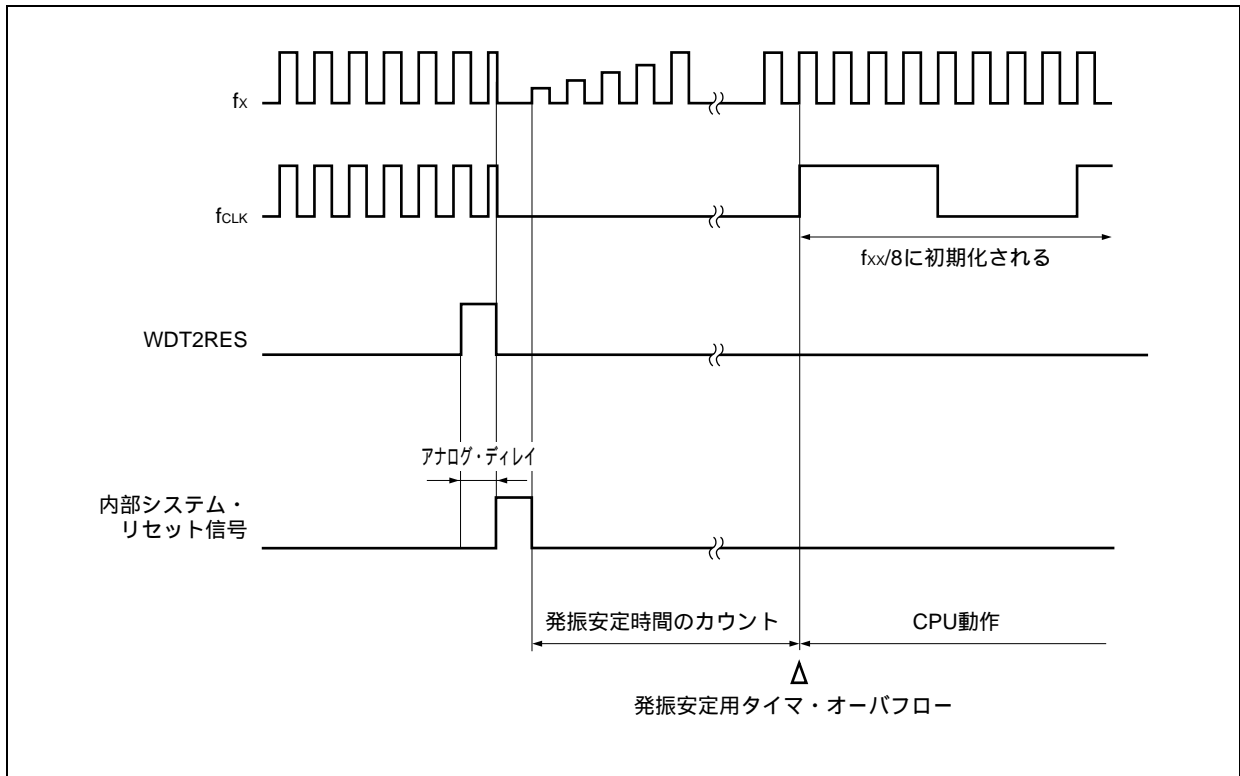 fX
fCLK
fXX/8に初期化される
WDT2RES
アナログ・ディレイ
内部システム・
リセット信号
発振安定時間のカウント
CPU動作
発振安定用タイマ・オーバフロー